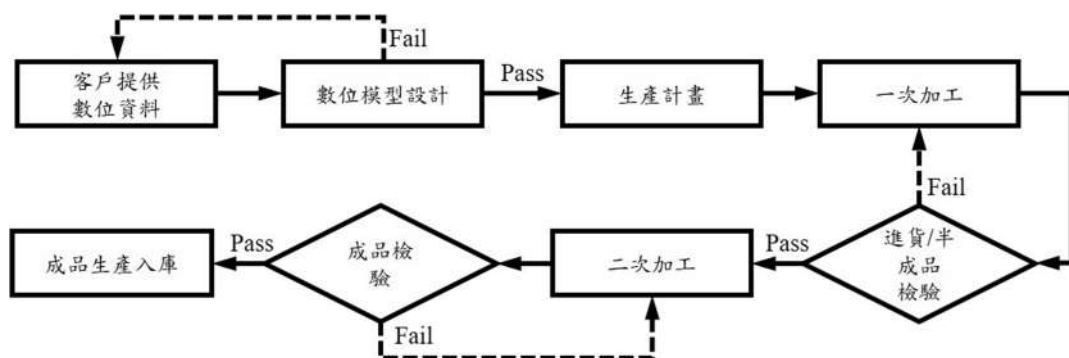 Fail
客戶提供
數位資料
數位模型設計
Pass
生產計畫
一次加工
Fail
成品生產入庫
Pass
成品檢
驗
Fail
二次加工
Pass
進貨/半
成品
檢驗